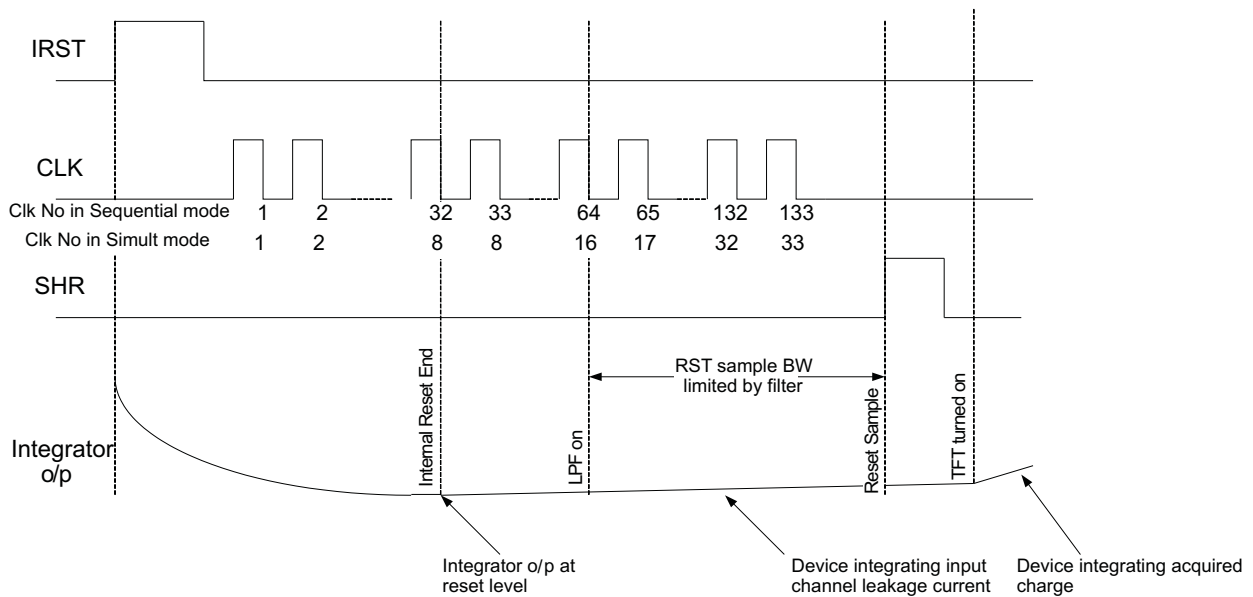 IRST
CLK
Clk No in Sequential mode 1 2 32 33 64 65 132 133
Clk No in Simult mode 1 2 8 8 16 17 32 33
SHR
Internal Reset End
LPF on
RST sample BW
limited by filter
Reset Sample
TFT turned on
Integrator
o/p
Integrator o/p at
reset level
Device integrating input
channel leakage current
Device integrating acquired
charge